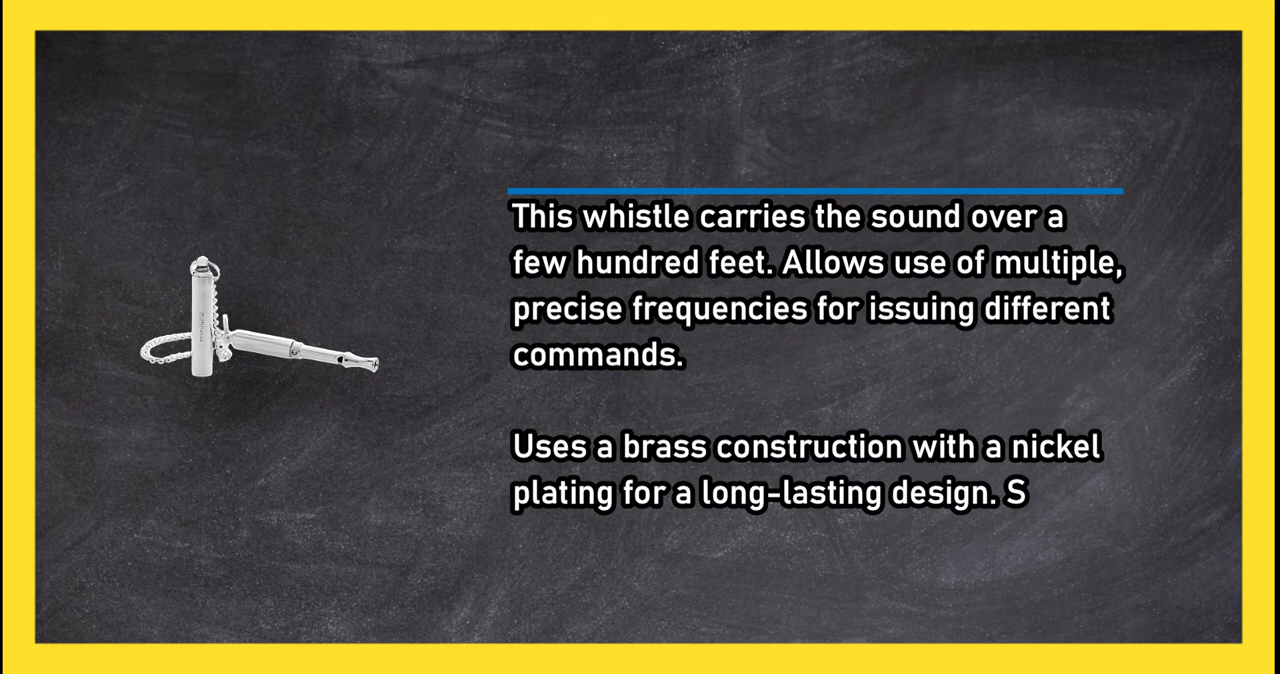 This whistle carries the sound over a
few hundred feet. Allows use of multiple,
precise frequencies for issuing different
commands.
Uses a brass construction with a nickel
plating for a long-lasting design. S